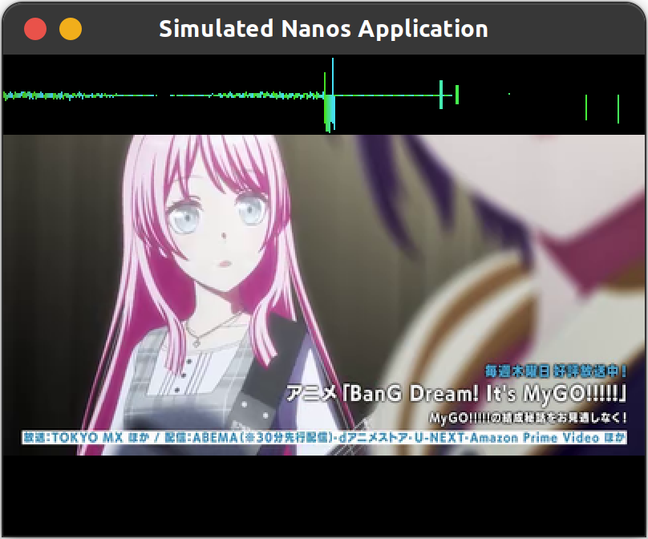 Simulated Nanos Application
毎週木曜日 好評放送中！
アニメ「BanG Dream! It's MyGO!!!!!」
MyGO!!!!!の結成秘話をお見逃しなく！
放送：TOKYO MX ほか / 配信：ABEMA（※30分先行配信）・dアニメストア・U-NEXT・Amazon Prime Video ほか